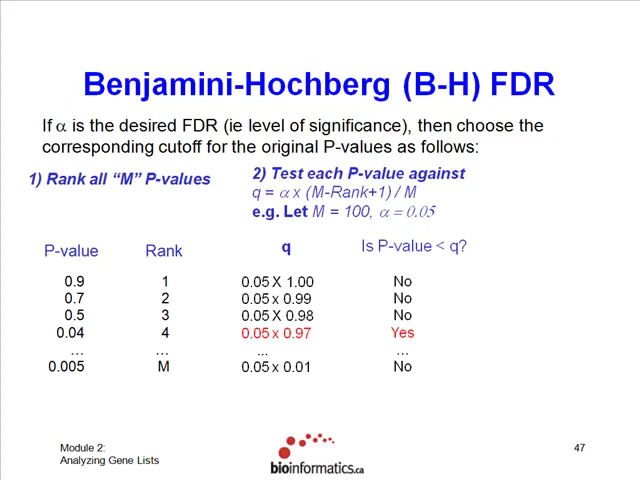 Benjamini-Hochberg (B-H) FDR
If α is the desired FDR (ie level of significance), then choose the
corresponding cutoff for the original P-values as follows:
1) Rank all “M” P-values
2) Test each P-value against
q = α x (M-Rank+1) / M
e.g. Let M = 100, α = 0.05
P-value Rank q Is P-value < q?
0.9 1 0.05 X 1.00 No
0.7 2 0.05 x 0.99 No
0.5 3 0.05 X 0.98 No
0.04 4 0.05 x 0.97 Yes
... ... ... ...
0.005 M 0.05 x 0.01 No
Module 2:
Analyzing Gene Lists
bioinformatics.ca
47